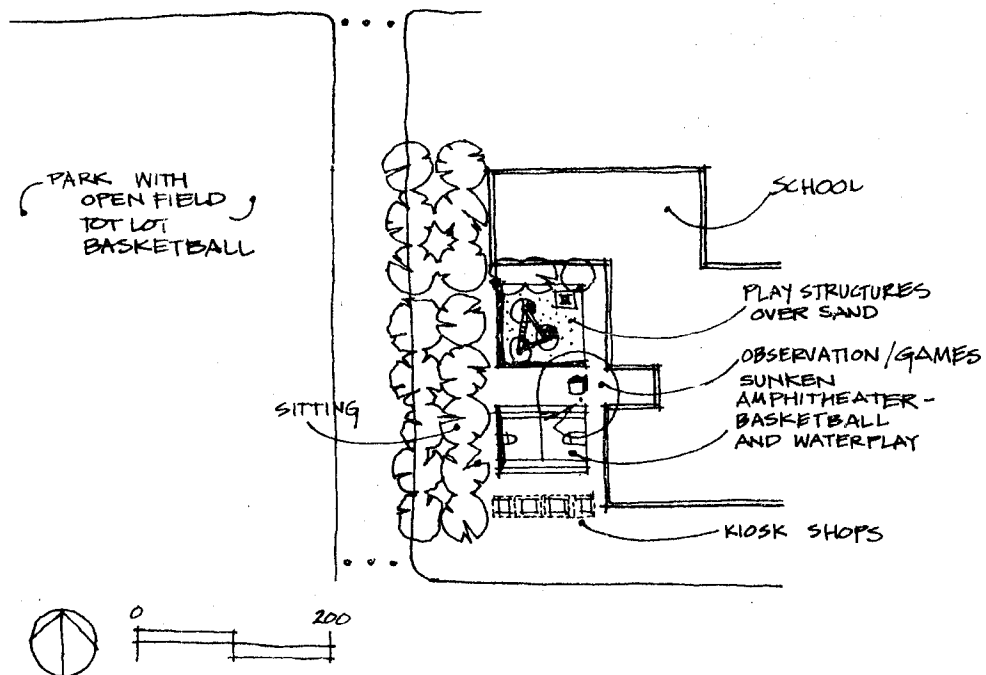 PARK WITH
OPEN FIELD
TOT LOT
BASKETBALL
SCHOOL
PLAY STRUCTURES
OVER SAND
OBSERVATION/GAMES
SUNKEN
AMPHITHEATER-
BASKETBALL
AND WATERPLAY
SITTING
KIOSK SHOPS
0
200